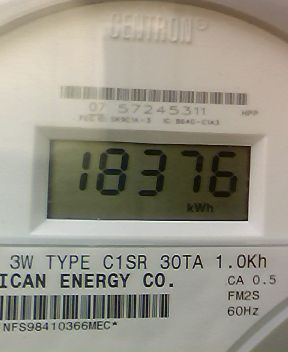 CENTRON®
07 57245311 HPP
18376
kWh
3W TYPE C1SR 30TA 1.0Kh
ICAN ENERGY CO. CA 0.5
FM2S
60Hz
NFS98410366MEC*